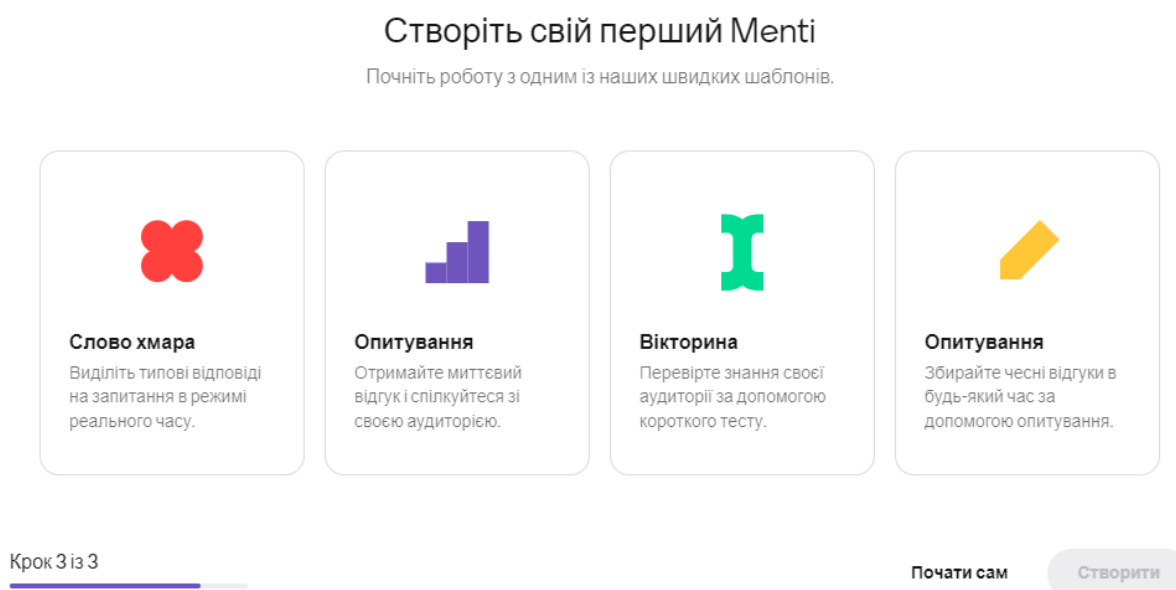 Створіть свій перший Menti
Почніть роботу з одним із наших швидких шаблонів.
Слово хмара
Виділіть типові відповіді
на запитання в режимі
реального часу.
Опитування
Отримайте миттєвий
відгук і спілкуйтеся зі
своєю аудиторією.
Вікторина
Перевірте знання своєї
аудиторії за допомогою
короткого тесту.
Опитування
Збирайте чесні відгуки в
будь-який час за
допомогою опитування.
Крок 3 із 3
Почати сам
Створити